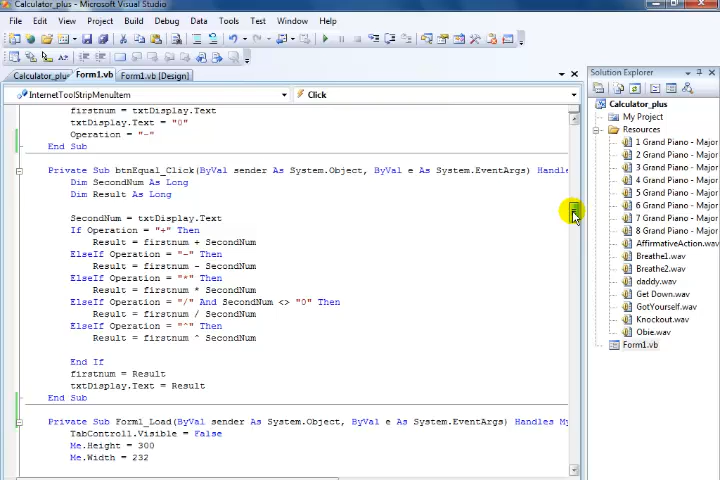 Calculator_plus - Microsoft Visual Studio
File Edit View Project Build Debug Data Tools Test Window Help
Calculator_plus Form1.vb Form1.vb [Design]
Solution Explorer
InternetToolStripMenuItem Click
firstnum = txtDisplay.Text
txtDisplay.Text = "0"
Operation = "-"
End Sub
Private Sub btnEqual_Click(ByVal sender As System.Object, ByVal e As System.EventArgs) Handles
Dim SecondNum As Long
Dim Result As Long
SecondNum = txtDisplay.Text
If Operation = "+" Then
Result = firstnum + SecondNum
ElseIf Operation = "-" Then
Result = firstnum - SecondNum
ElseIf Operation = "*" Then
Result = firstnum * SecondNum
ElseIf Operation = "/" And SecondNum <> "0" Then
Result = firstnum / SecondNum
ElseIf Operation = "^" Then
Result = firstnum ^ SecondNum
End If
firstnum = Result
txtDisplay.Text = Result
End Sub
Private Sub Form1_Load(ByVal sender As System.Object, ByVal e As System.EventArgs) Handles My
TabControl1.Visible = False
Me.Height = 300
Me.Width = 232
Calculator_plus
My Project
Resources
1 Grand Piano - Major
2 Grand Piano - Major
3 Grand Piano - Major
4 Grand Piano - Major
5 Grand Piano - Major
6 Grand Piano - Major
7 Grand Piano - Major
8 Grand Piano - Major
AffirmativeAction.wav
Breathe1.wav
Breathe2.wav
daddy.wav
Get Down.wav
GotYourself.wav
Knockout.wav
Obie.wav
Form1.vb